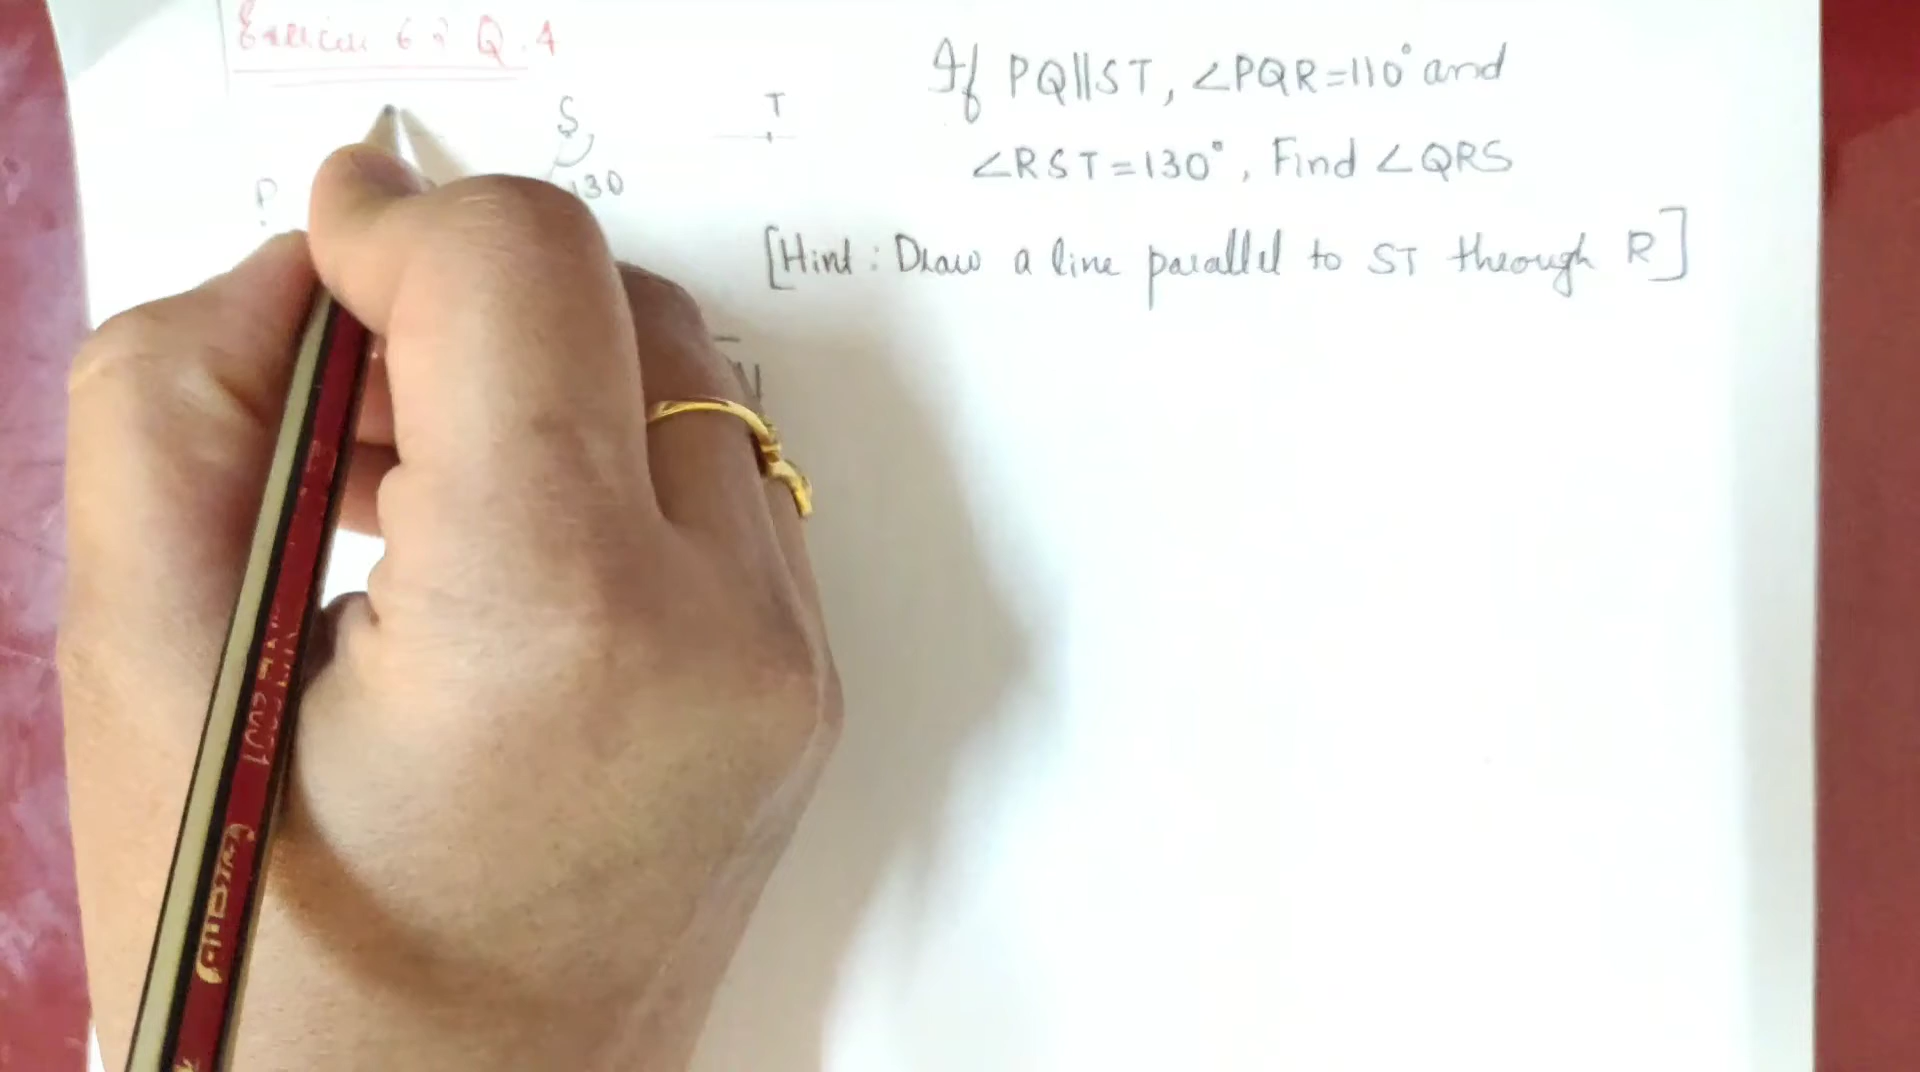 Exercise 6.2 Q.4
If PQ||ST, ∠PQR=110° and
S
T
∠RST=130°, Find ∠QRS
P
130
[Hint : Draw a line parallel to ST through R]
N